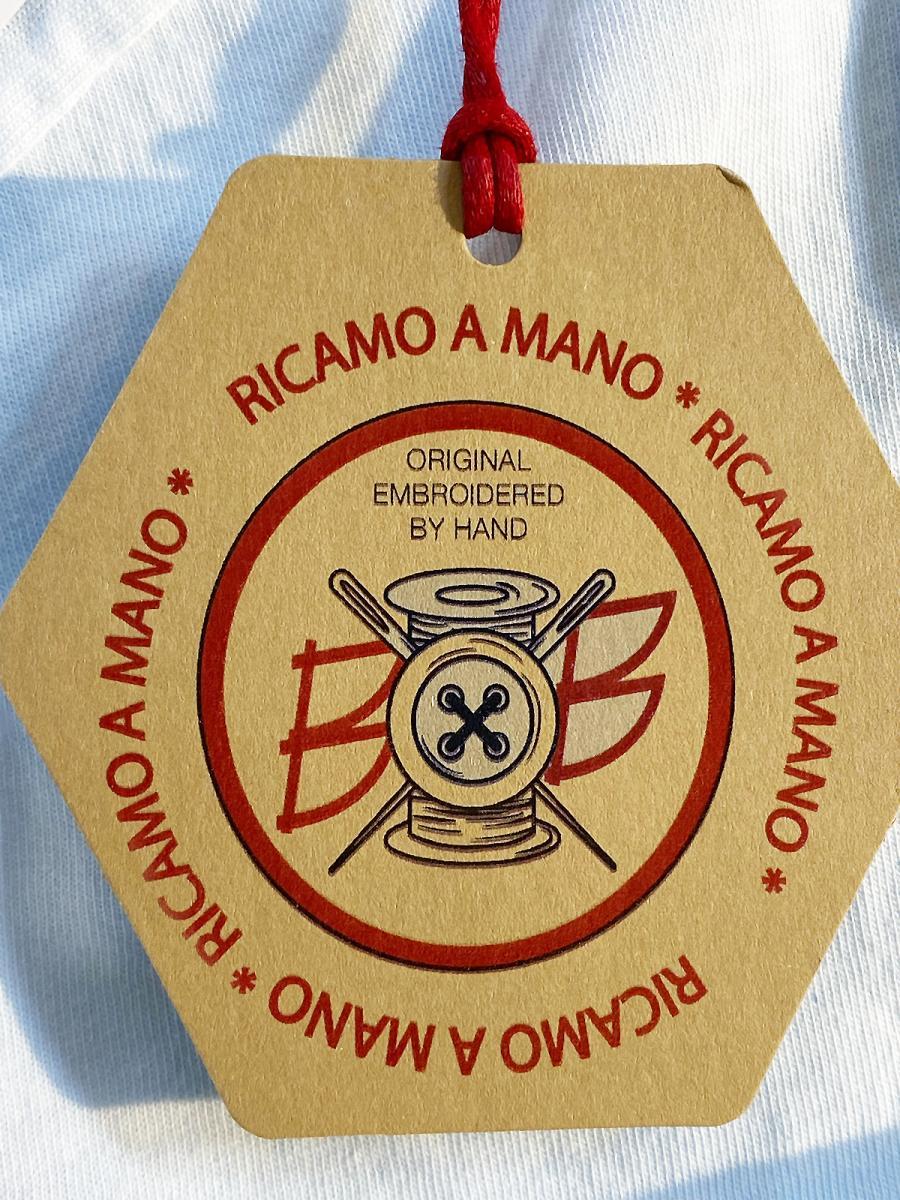 RICAMO A MANO * RICAMO A MANO * RICAMO A MANO * RICAMO A MANO *
ORIGINAL
EMBROIDERED
BY HAND
B B